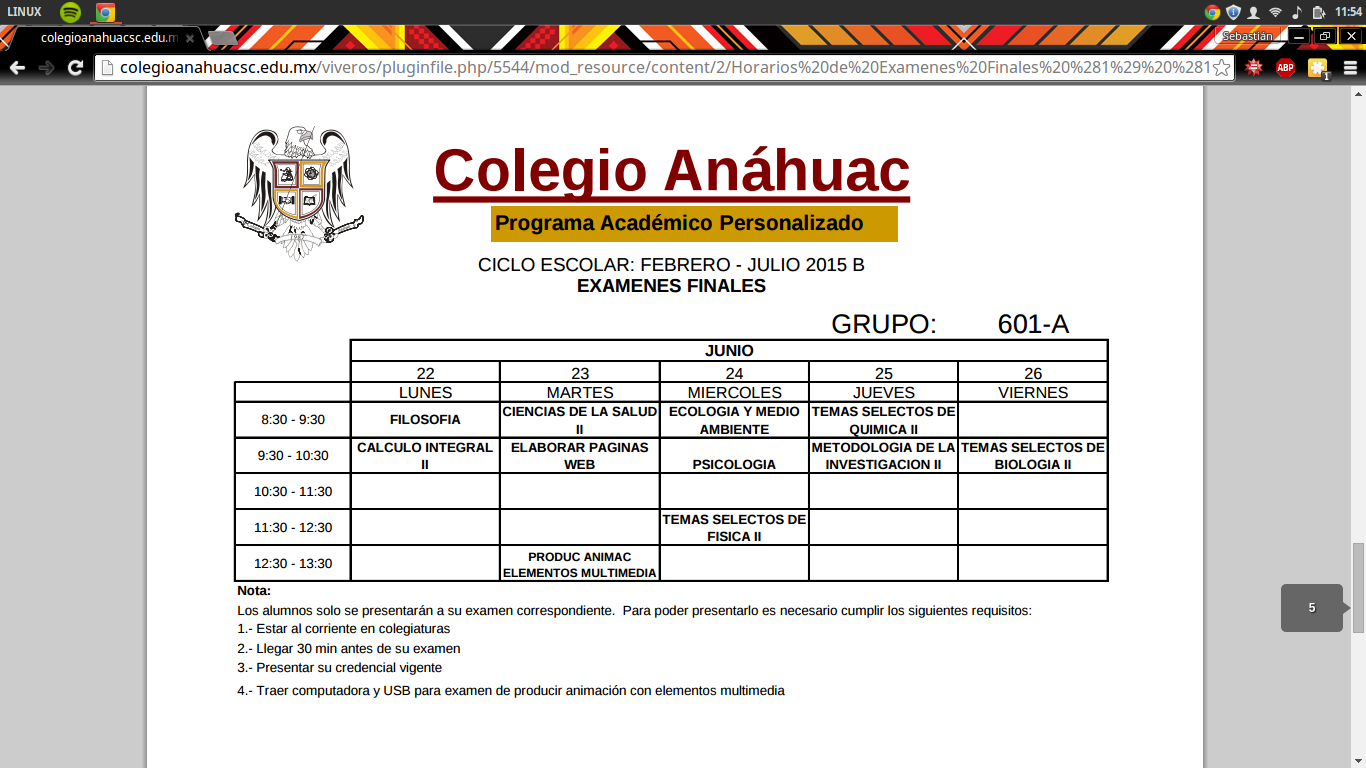 LINUX
11:54
colegioanahuacsc.edu.m
Sebastián
colegioanahuacsc.edu.mx/viveros/pluginfile.php/5544/mod_resource/content/2/Horarios%20de%20Examenes%20Finales%20%281%29%20%281
ABP
1
Colegio Anáhuac
Programa Académico Personalizado
CICLO ESCOLAR: FEBRERO - JULIO 2015 B
EXAMENES FINALES
GRUPO: 601-A
JUNIO
22 23 24 25 26
LUNES MARTES MIERCOLES JUEVES VIERNES
8:30 - 9:30 FILOSOFIA CIENCIAS DE LA SALUD II ECOLOGIA Y MEDIO AMBIENTE TEMAS SELECTOS DE QUIMICA II
9:30 - 10:30 CALCULO INTEGRAL II ELABORAR PAGINAS WEB PSICOLOGIA METODOLOGIA DE LA INVESTIGACION II TEMAS SELECTOS DE BIOLOGIA II
10:30 - 11:30
11:30 - 12:30 TEMAS SELECTOS DE FISICA II
12:30 - 13:30 PRODUC ANIMAC ELEMENTOS MULTIMEDIA
Nota:
Los alumnos solo se presentarán a su examen correspondiente. Para poder presentarlo es necesario cumplir los siguientes requisitos:
1.- Estar al corriente en colegiaturas
2.- Llegar 30 min antes de su examen
3.- Presentar su credencial vigente
4.- Traer computadora y USB para examen de producir animación con elementos multimedia
5